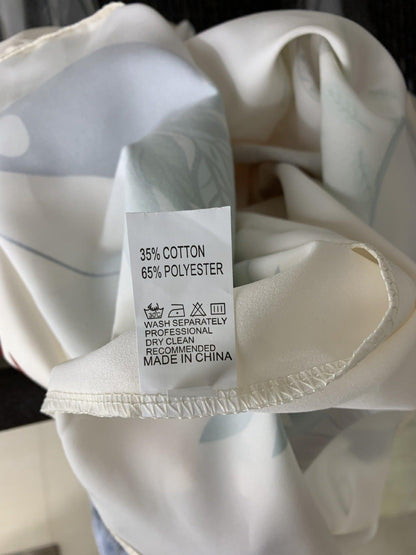 35% COTTON
65% POLYESTER
WASH SEPARATELY
PROFESSIONAL
DRY CLEAN
RECOMMENDED
MADE IN CHINA